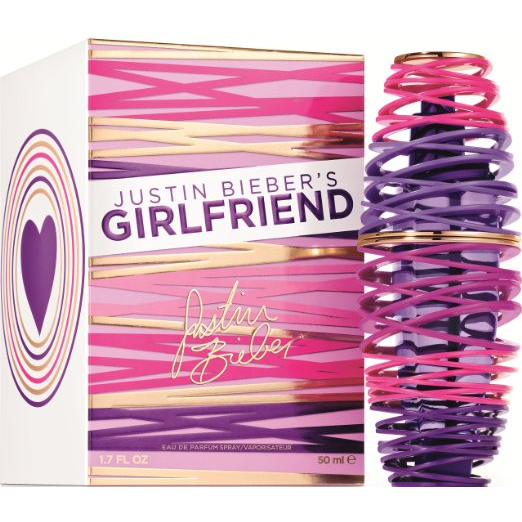 JUSTIN BIEBER'S
GIRLFRIEND
Justin
Bieber
EAU DE PARFUM SPRAY/VAPORISATEUR
1.7 FL OZ 50 ml e